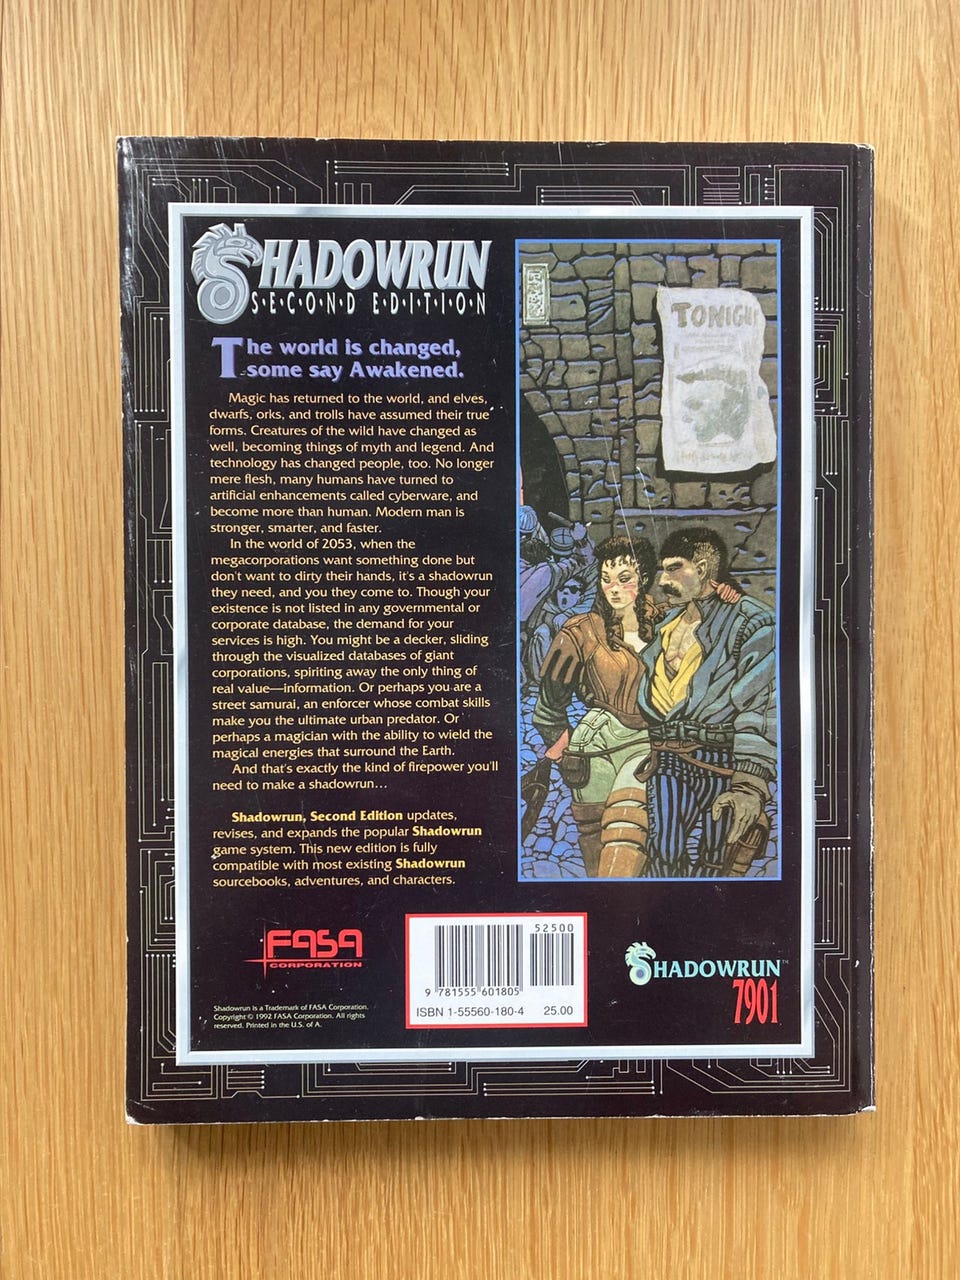 SHADOWRUN
S·E·C·O·N·D E·D·I·T·I·O·N
The world is changed,
some say Awakened.
Magic has returned to the world, and elves,
dwarfs, orks, and trolls have assumed their true
forms. Creatures of the wild have changed as
well, becoming things of myth and legend. And
technology has changed people, too. No longer
mere flesh, many humans have turned to
artificial enhancements called cyberware, and
become more than human. Modern man is
stronger, smarter, and faster.
In the world of 2053, when the
megacorporations want something done but
don't want to dirty their hands, it's a shadowrun
they need, and you they come to. Though your
existence is not listed in any governmental or
corporate database, the demand for your
services is high. You might be a decker, sliding
through the visualized databases of giant
corporations, spiriting away the only thing of
real value—information. Or perhaps you are a
street samurai, an enforcer whose combat skills
make you the ultimate urban predator. Or
perhaps a magician with the ability to wield the
magical energies that surround the Earth.
And that's exactly the kind of firepower you'll
need to make a shadowrun...
Shadowrun, Second Edition updates,
revises, and expands the popular Shadowrun
game system. This new edition is fully
compatible with most existing Shadowrun
sourcebooks, adventures, and characters.
TONIGH
FASA
CORPORATION
Shadowrun is a Trademark of FASA Corporation.
Copyright © 1992 FASA Corporation. All rights
reserved. Printed in the U.S. of A.
52500
9 781555 601805
ISBN 1-55560-180-4 25.00
SHADOWRUN™
7901